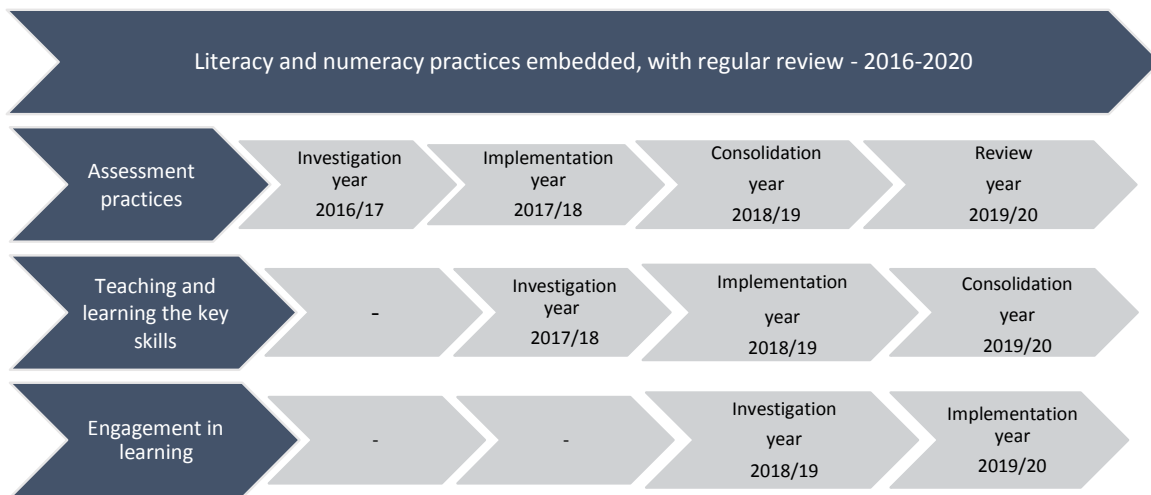 Literacy and numeracy practices embedded, with regular review - 2016-2020
Assessment
practices
Investigation
year
2016/17
Implementation
year
2017/18
Consolidation
year
2018/19
Review
year
2019/20
Teaching and
learning the key
skills
-
Investigation
year
2017/18
Implementation
year
2018/19
Consolidation
year
2019/20
Engagement in
learning
-
-
Investigation
year
2018/19
Implementation
year
2019/20